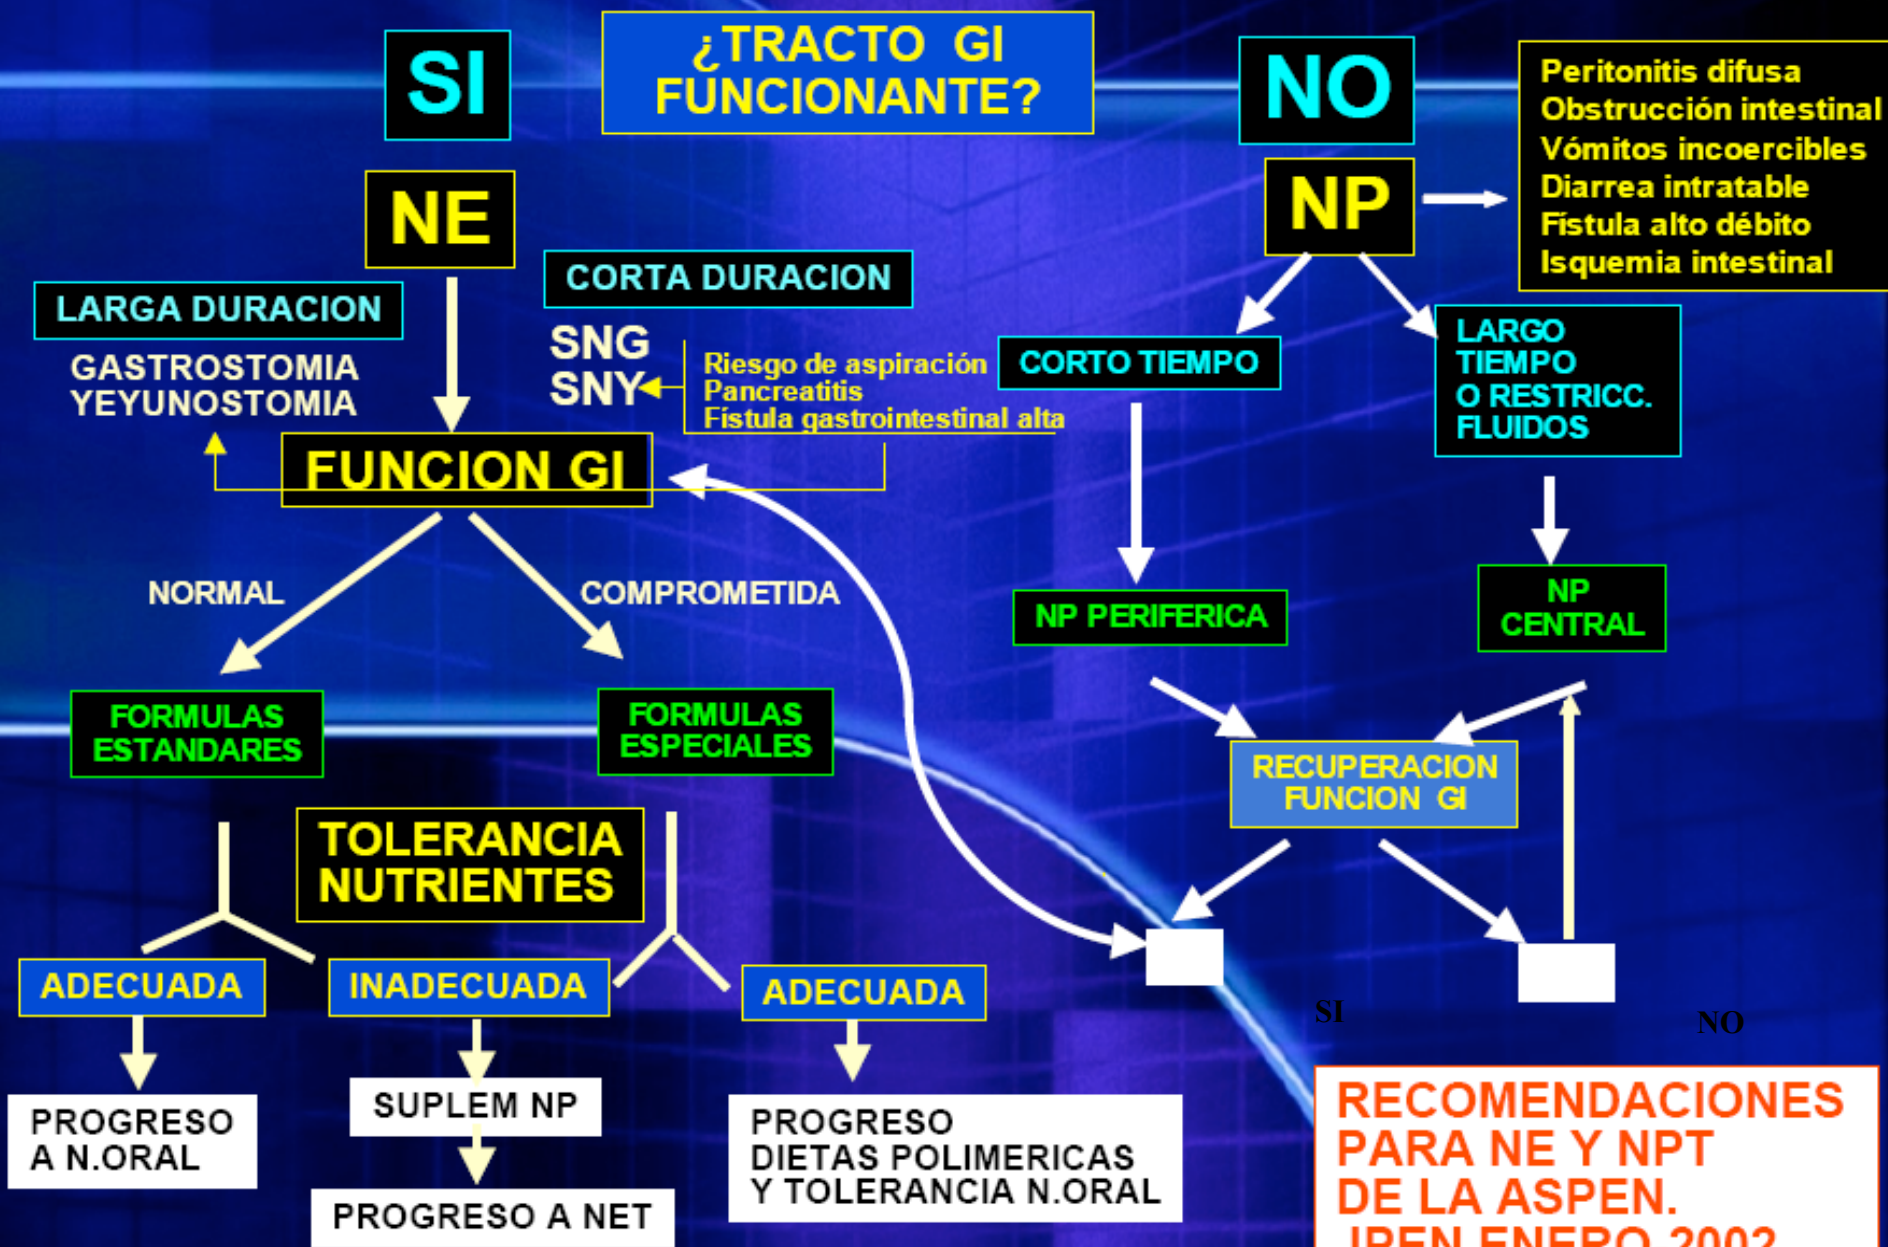 ¿TRACTO GI
FUNCIONANTE?
SI
NO
NE
NP
Peritonitis difusa
Obstrucción intestinal
Vómitos incoercibles
Diarrea intratable
Fístula alto débito
Isquemia intestinal
LARGA DURACION
GASTROSTOMIA
YEYUNOSTOMIA
CORTA DURACION
SNG
SNY
Riesgo de aspiración
Pancreatitis
Fístula gastrointestinal alta
CORTO TIEMPO
LARGO
TIEMPO
O RESTRICC.
FLUIDOS
FUNCION GI
NORMAL
COMPROMETIDA
NP PERIFERICA
NP
CENTRAL
FORMULAS
ESTANDARES
FORMULAS
ESPECIALES
RECUPERACION
FUNCION GI
TOLERANCIA
NUTRIENTES
ADECUADA
INADECUADA
ADECUADA
SI
NO
PROGRESO
A N.ORAL
SUPLEM NP
PROGRESO A NET
PROGRESO
DIETAS POLIMERICAS
Y TOLERANCIA N.ORAL
RECOMENDACIONES
PARA NE Y NPT
DE LA ASPEN.
JPEN ENERO 2002